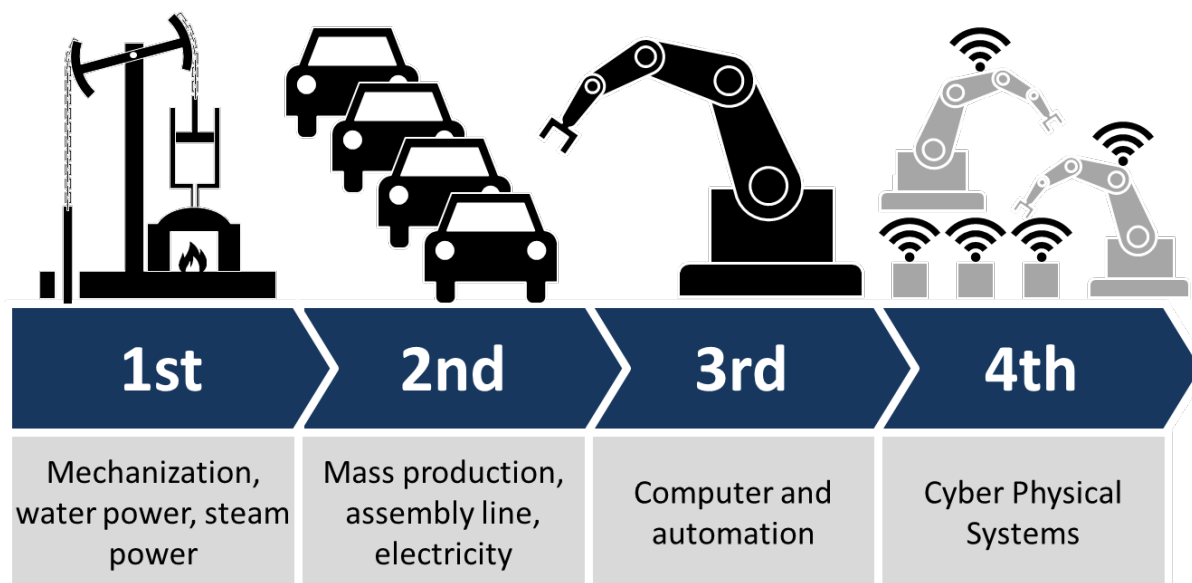 1st
2nd
3rd
4th
Mechanization,
water power, steam
power
Mass production,
assembly line,
electricity
Computer and
automation
Cyber Physical
Systems